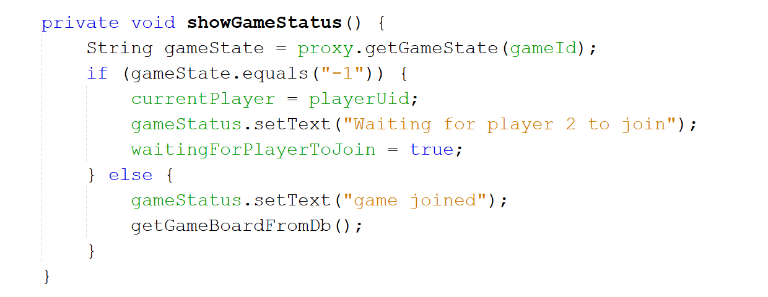 private void showGameStatus() {
    String gameState = proxy.getGameState(gameId);
    if (gameState.equals("-1")) {
        currentPlayer = playerUid;
        gameStatus.setText("Waiting for player 2 to join");
        waitingForPlayerToJoin = true;
    } else {
        gameStatus.setText("game joined");
        getGameBoardFromDb();
    }
}